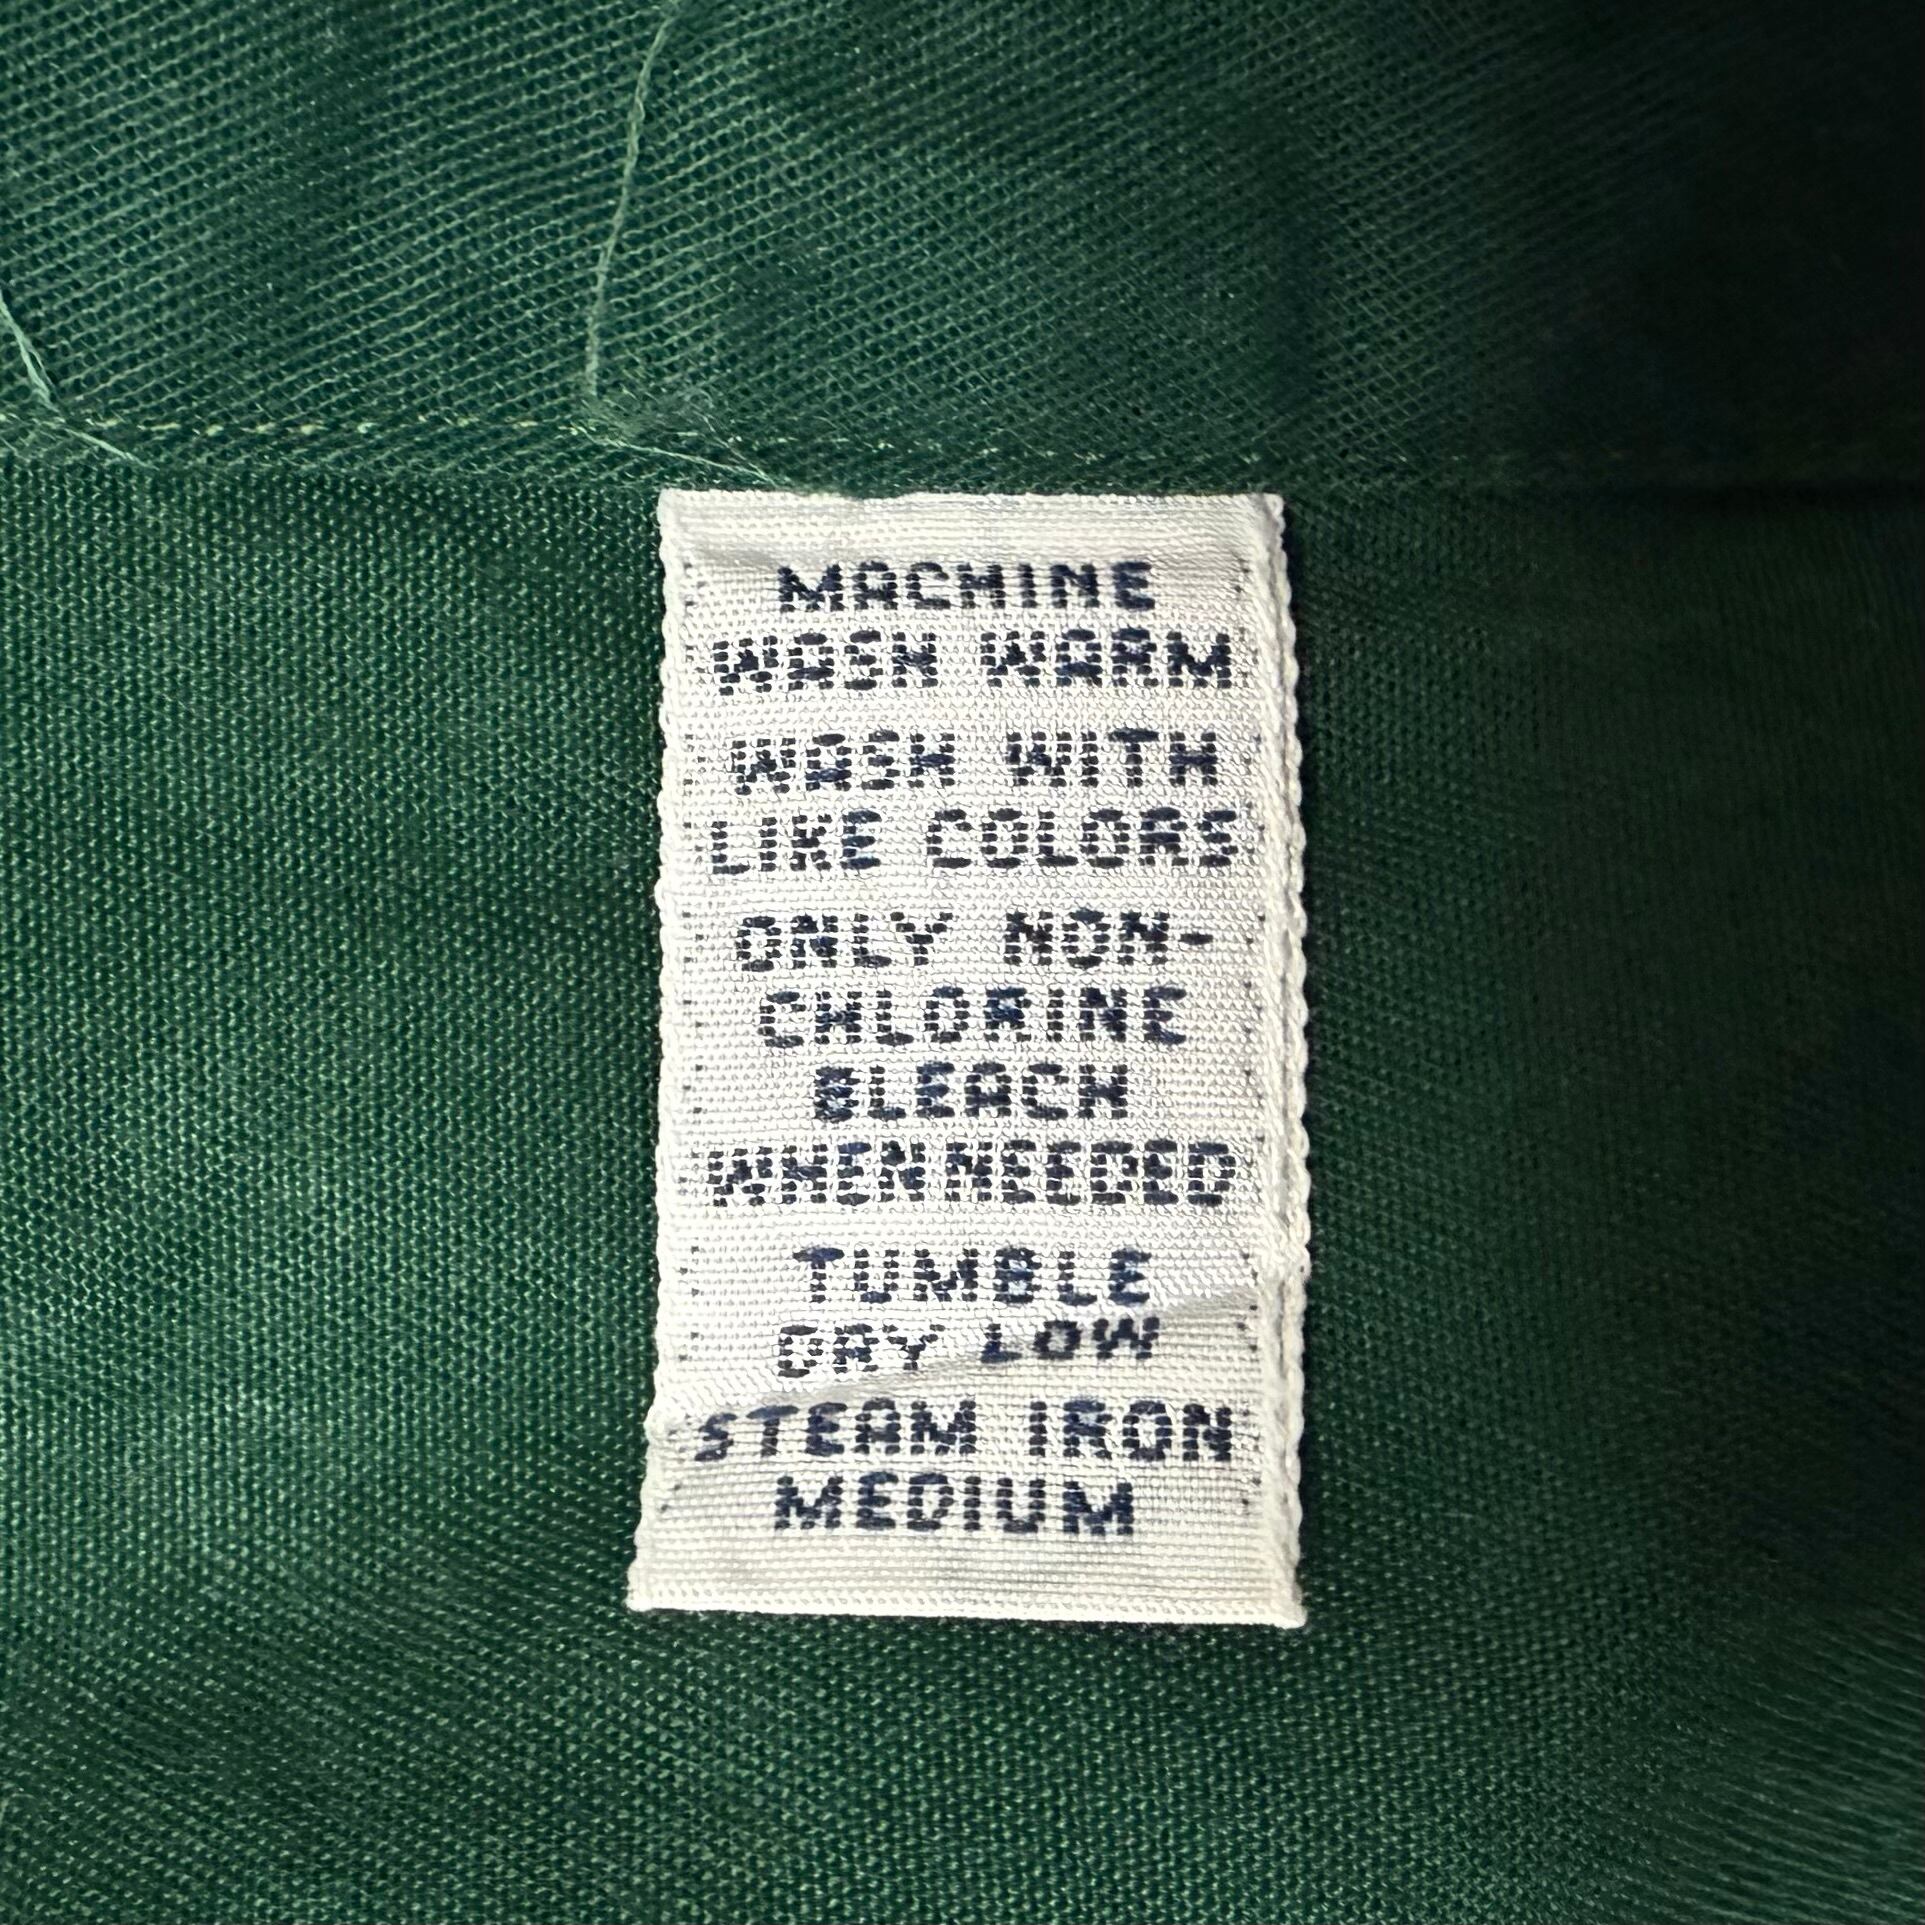 MACHINE
WASH WARM
WASH WITH
LIKE COLORS
ONLY NON-
CHLORINE
BLEACH
WHEN NEEDED
TUMBLE
DRY LOW
STEAM IRON
MEDIUM